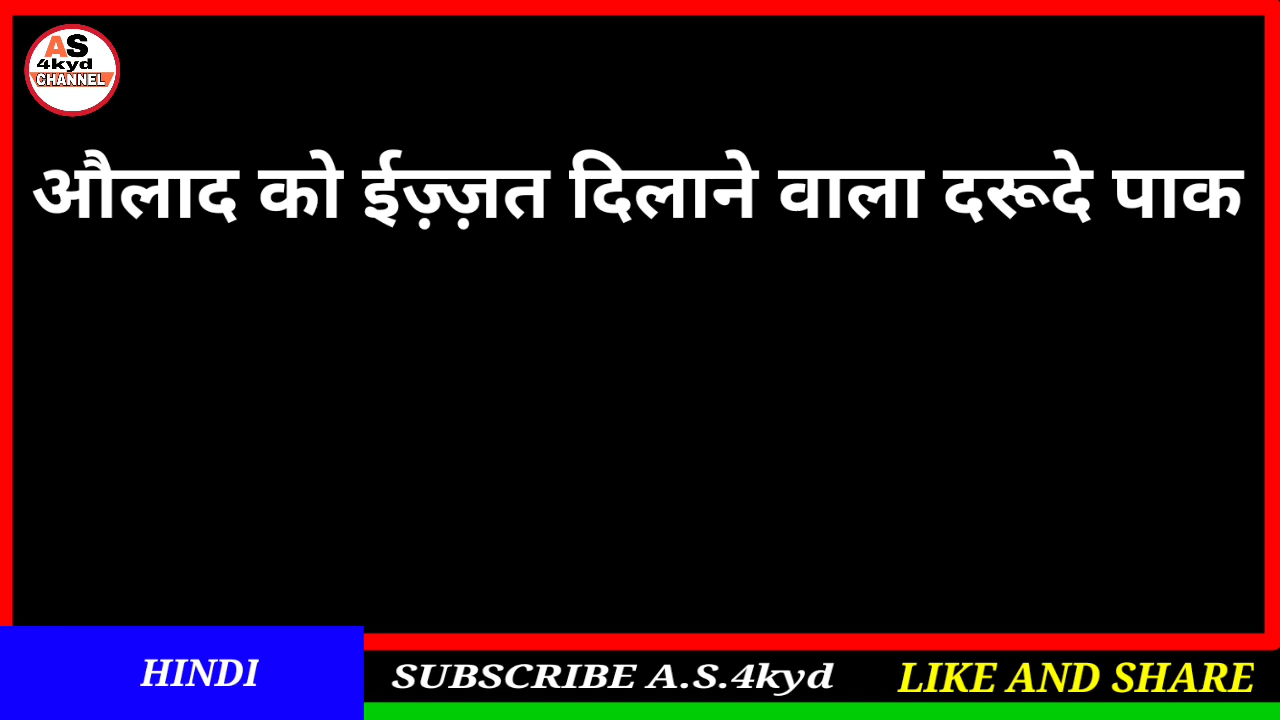 AS
4kyd
CHANNEL
औलाद को ईज़्ज़त दिलाने वाला दरूदे पाक
HINDI
SUBSCRIBE A.S.4kyd
LIKE AND SHARE